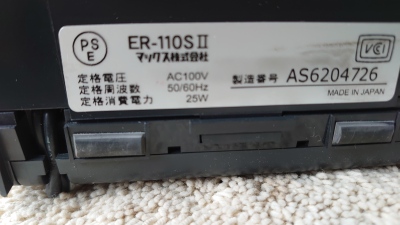 PS
E
ER-110SⅡ
マックス株式会社
VCI
定格電圧 AC100V
定格周波数 50/60Hz
定格消費電力 25W
製造番号 AS6204726
MADE IN JAPAN